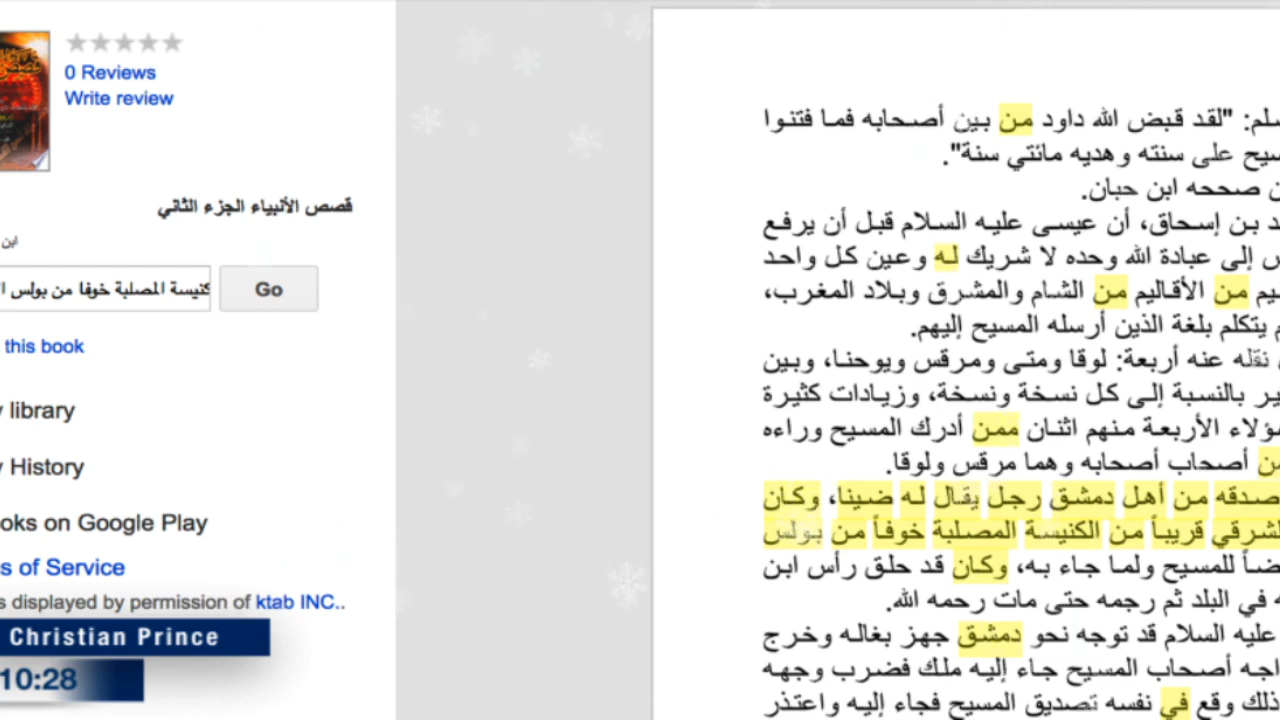 0 Reviews
Write review
قصص الأنبياء الجزء الثاني
ابن
كنيسة المصلبة خوفا من بولس
Go
this book
library
History
oks on Google Play
s of Service
s displayed by permission of ktab INC..
Christian Prince
10:28
سلم: "لقد قبض الله داود من بين أصحابه فما فتنوا
سيح على سنته وهديه مائتي سنة".
ن صححه ابن حبان.
د بن إسحاق، أن عيسى عليه السلام قبل أن يرفع
س إلى عبادة الله وحده لا شريك له وعين كل واحد
يم من الأقاليم من الشام والمشرق وبلاد المغرب،
م يتكلم بلغة الذين أرسله المسيح إليهم.
نقله عنه أربعة: لوقا ومتى ومرقس ويوحنا، وبين
ير بالنسبة إلى كل نسخة ونسخة، وزيادات كثيرة
ؤلاء الأربعة منهم اثنان ممن أدرك المسيح وراءه
ن أصحاب أصحابه وهما مرقس ولوقا.
صدقه من أهل دمشق رجل يقال له ضينا، وكان
لشرقي قريباً من الكنيسة المصلبة خوفاً من بولس
ضاً للمسيح ولما جاء به، وكان قد حلق رأس ابن
ه في البلد ثم رجمه حتى مات رحمه الله.
عليه السلام قد توجه نحو دمشق جهز بغاله وخرج
اجه أصحاب المسيح جاء إليه ملك فضرب وجهه
ذلك وقع في نفسه تصديق المسيح فجاء إليه واعتذر